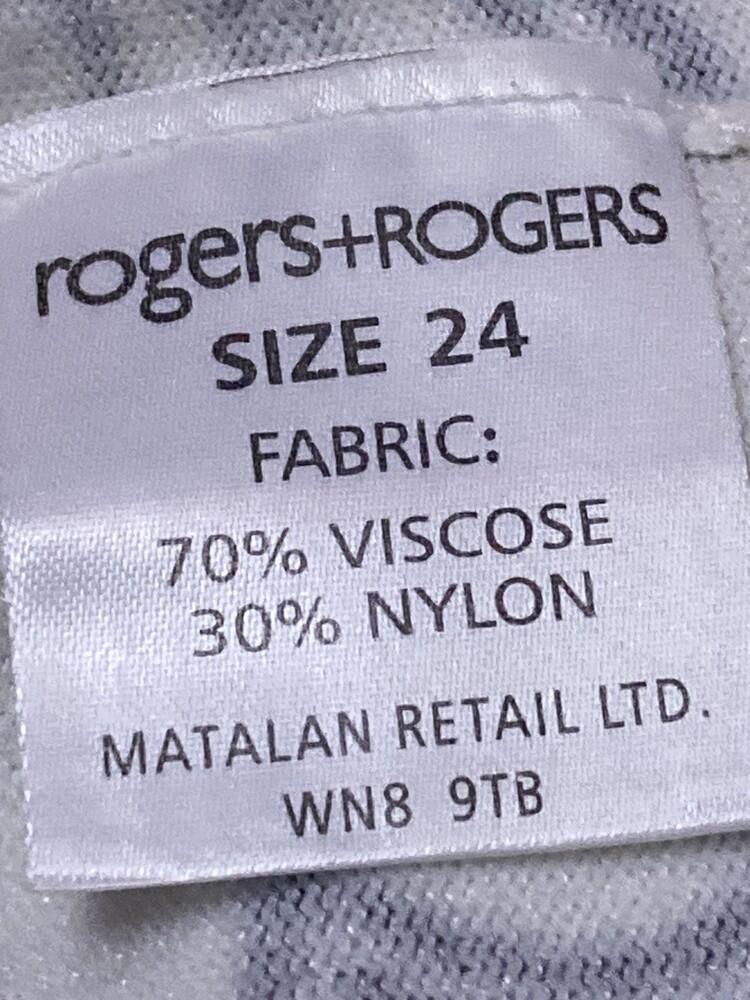 rogers+ROGERS
SIZE 24
FABRIC:
70% VISCOSE
30% NYLON
MATALAN RETAIL LTD.
WN8 9TB